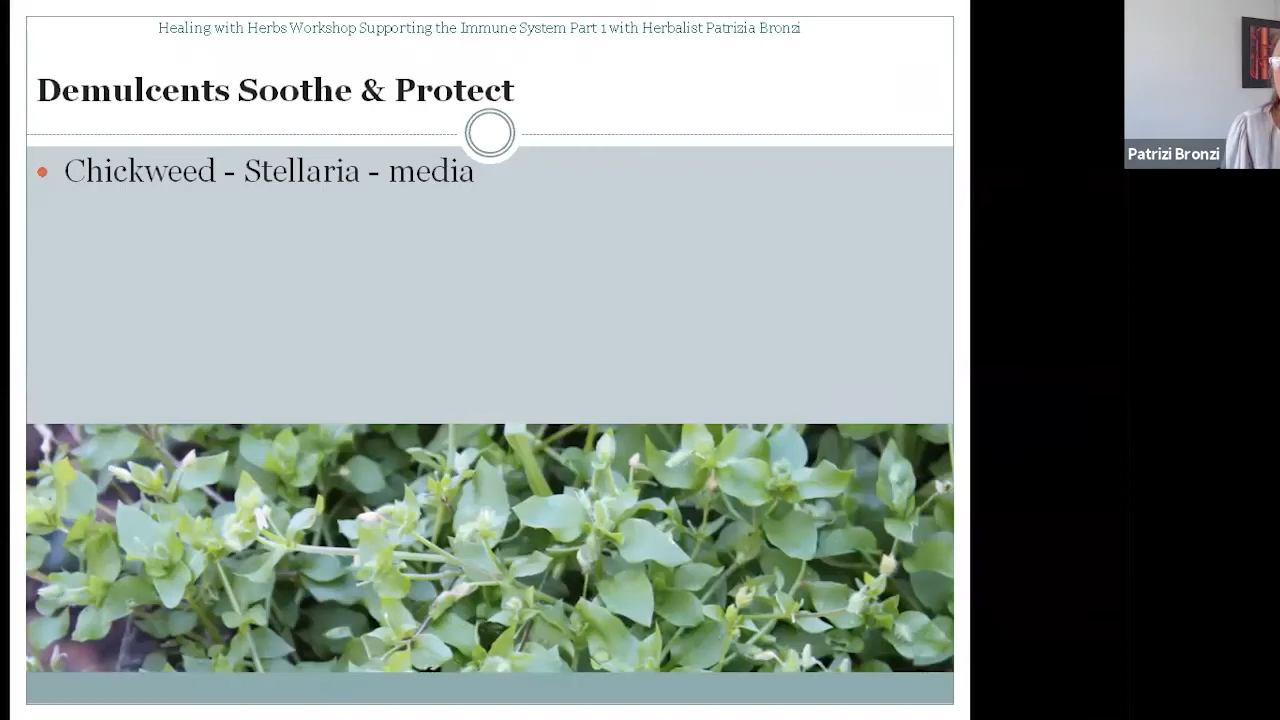 Healing with Herbs Workshop Supporting the Immune System Part 1 with Herbalist Patrizia Bronzi
Demulcents Soothe & Protect
• Chickweed - Stellaria - media
Patrizi Bronzi